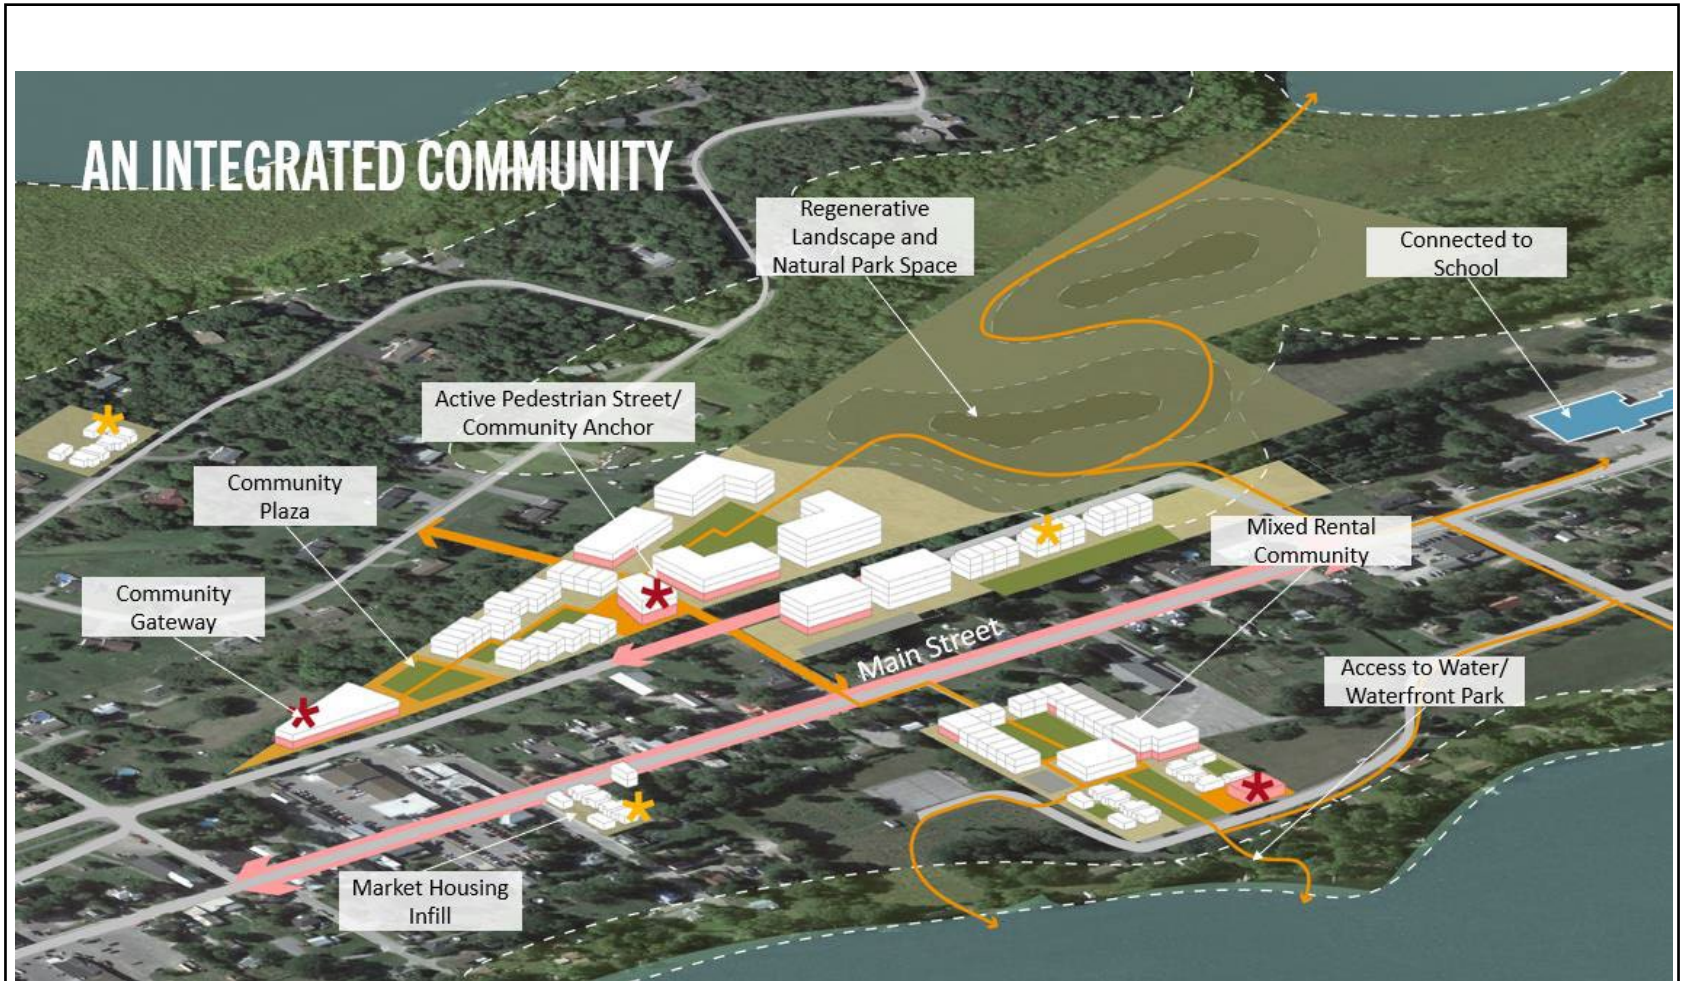 AN INTEGRATED COMMUNITY
Regenerative
Landscape and
Natural Park Space
Connected to
School
Active Pedestrian Street/
Community Anchor
Community
Plaza
Mixed Rental
Community
Community
Gateway
Main Street
Access to Water/
Waterfront Park
Market Housing
Infill